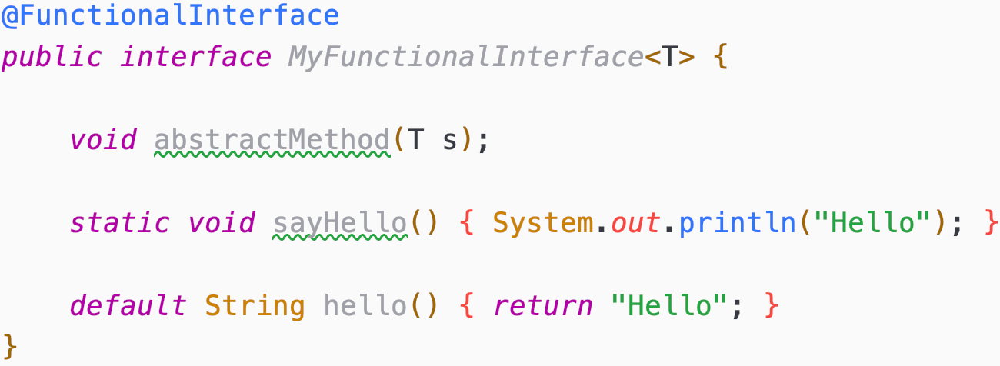 @FunctionalInterface
public interface MyFunctionalInterface<T> {
void abstractMethod(T s);
static void sayHello() { System.out.println("Hello"); }
default String hello() { return "Hello"; }
}